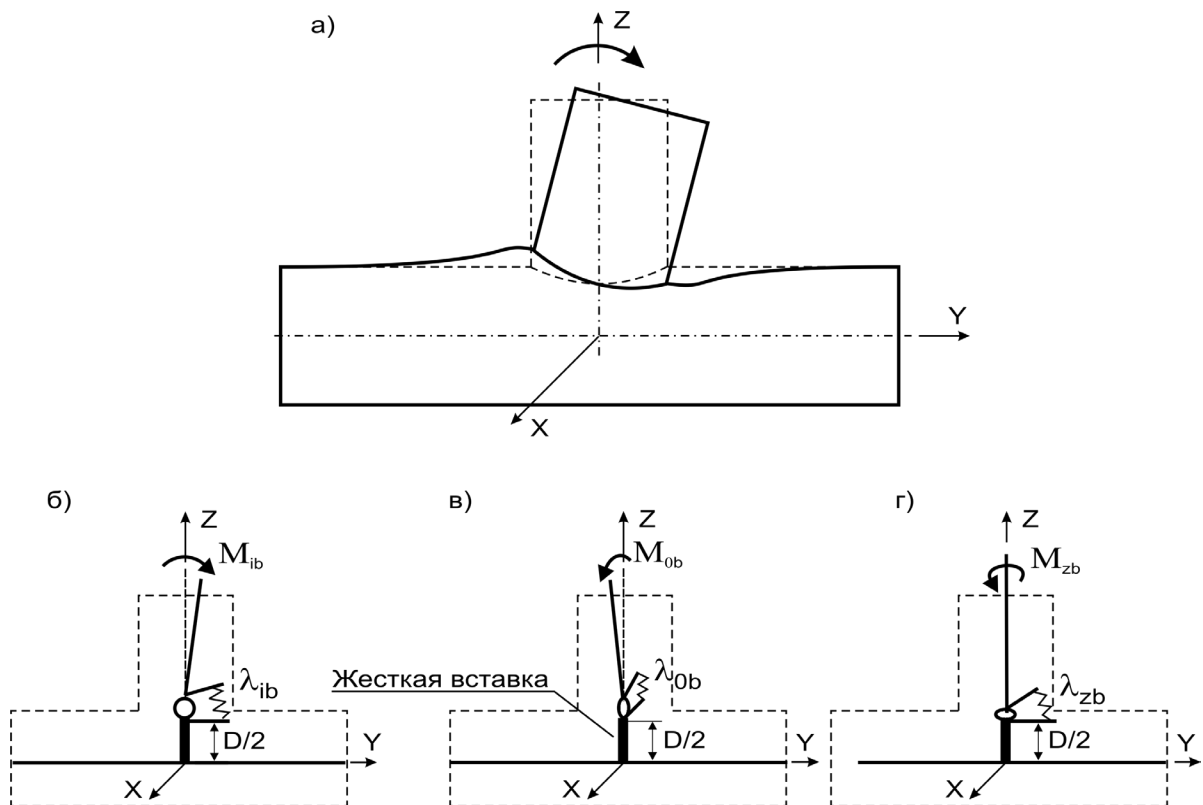 а)
Z
Y
X
б)
Z
M_ib
λ_ib
D/2
Y
X
в)
Z
M_0b
λ_0b
Жесткая вставка
D/2
Y
X
г)
Z
M_zb
λ_zb
D/2
Y
X